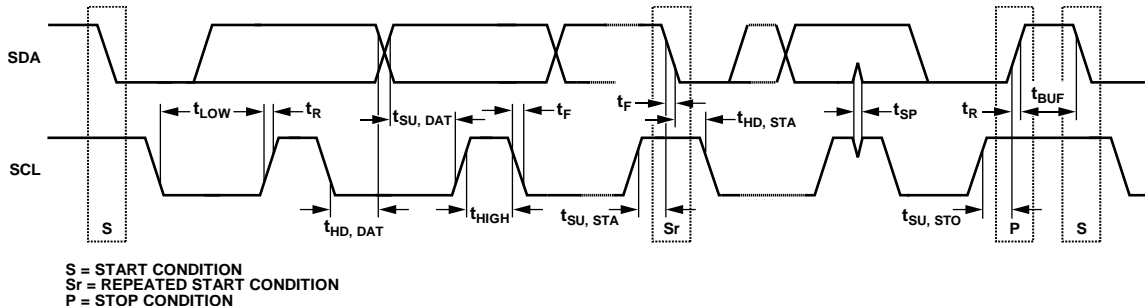 SDA
tLOW
tR
tSU, DAT
tF
tF
tHD, STA
tSP
tR
tBUF
SCL
S
tHD, DAT
tHIGH
tSU, STA
Sr
tSU, STO
P
S
S = START CONDITION
Sr = REPEATED START CONDITION
P = STOP CONDITION